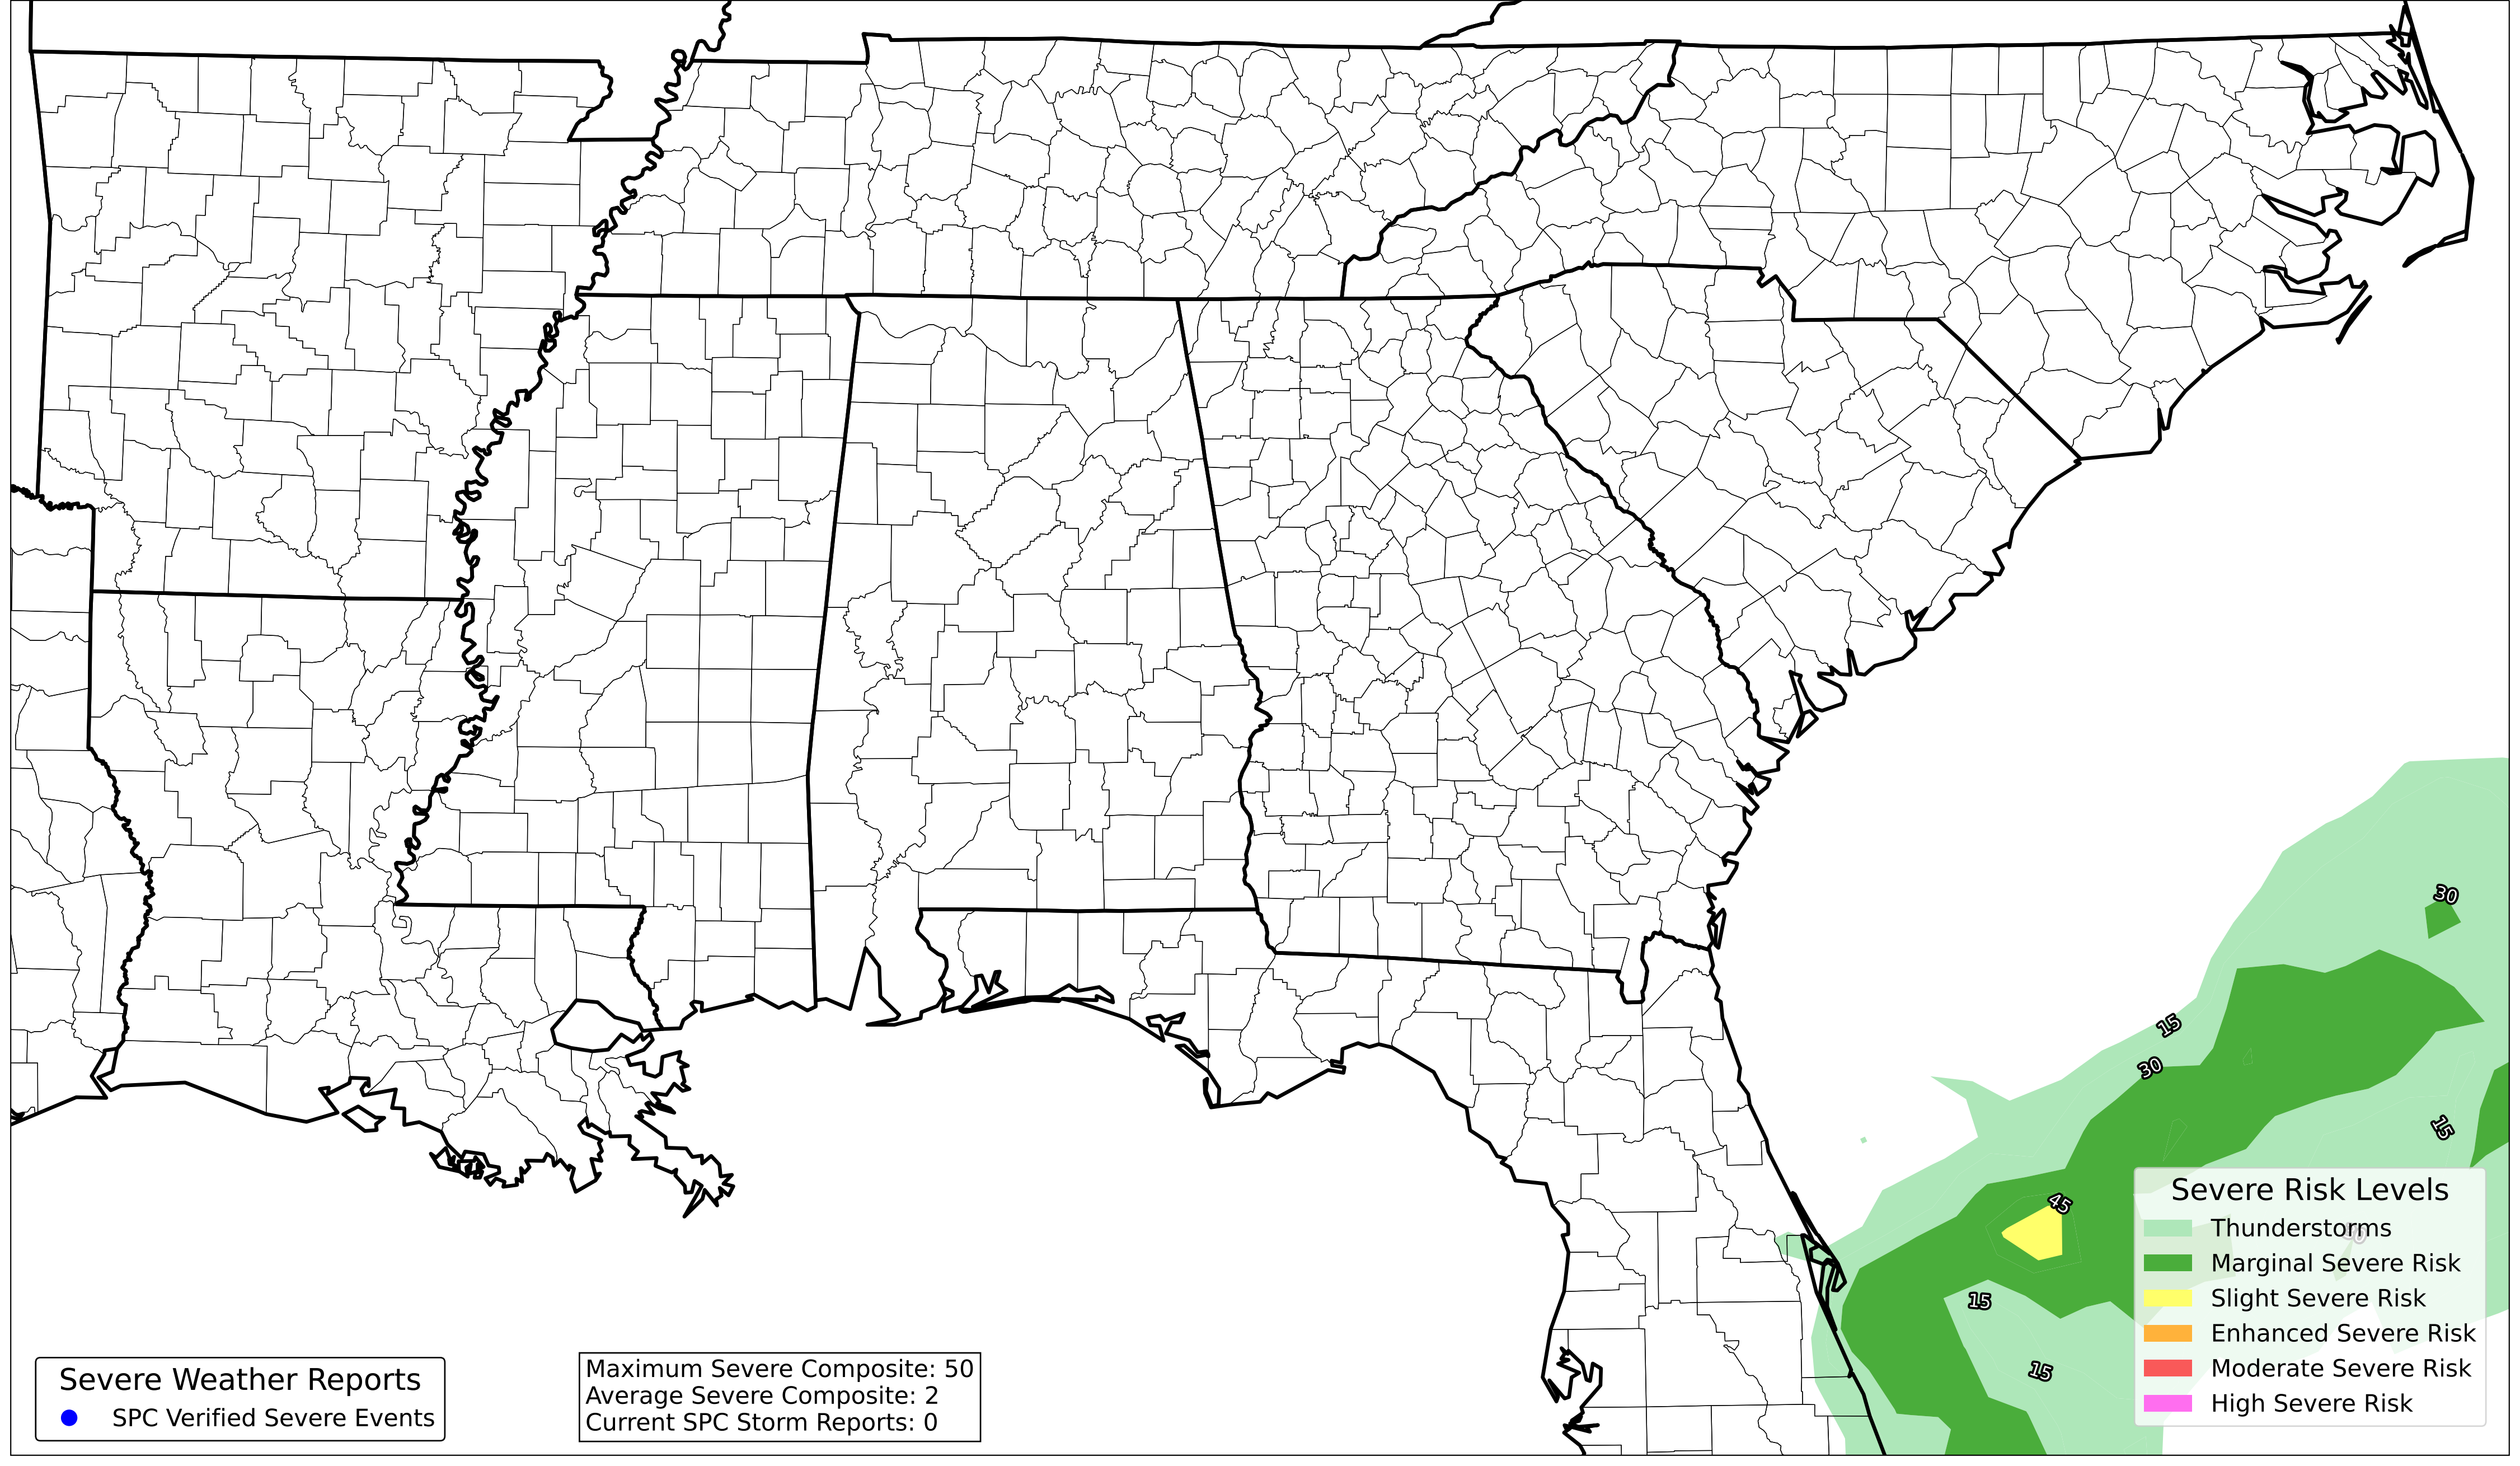 30
15
30
15
45
15
15
Severe Risk Levels
Thunderstorms
Marginal Severe Risk
Slight Severe Risk
Enhanced Severe Risk
Moderate Severe Risk
High Severe Risk
Severe Weather Reports
SPC Verified Severe Events
Maximum Severe Composite: 50
Average Severe Composite: 2
Current SPC Storm Reports: 0